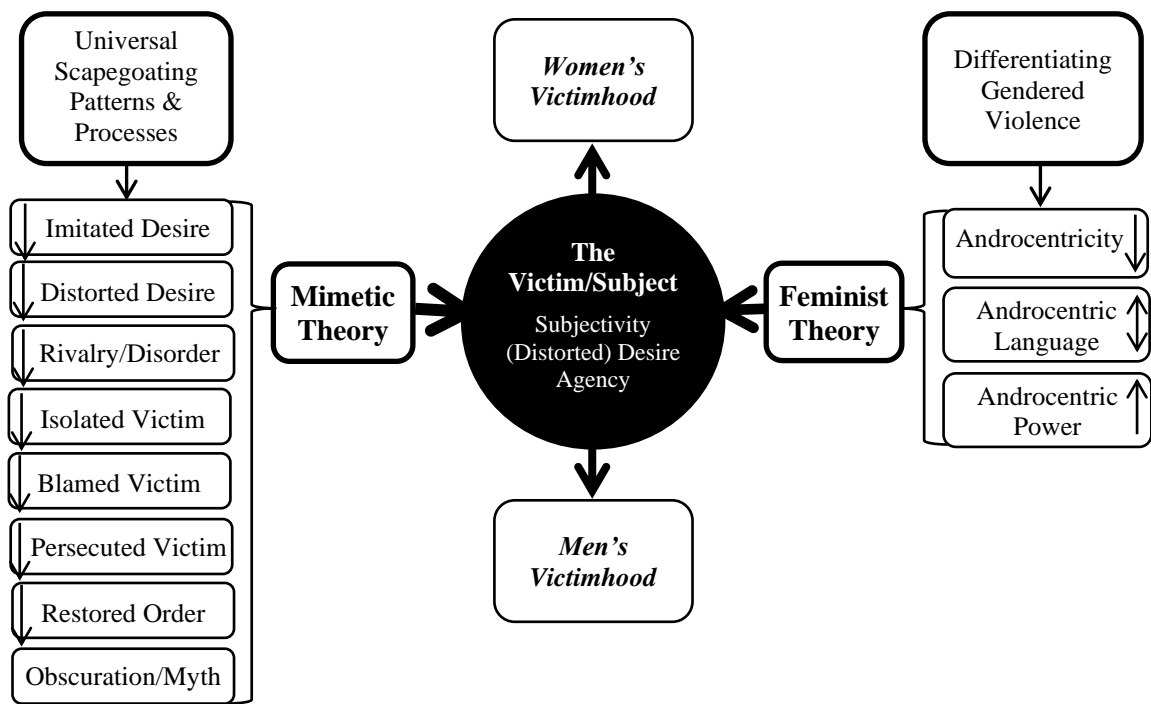 Universal
Scapegoating
Patterns &
Processes
Imitated Desire
Distorted Desire
Rivalry/Disorder
Isolated Victim
Blamed Victim
Persecuted Victim
Restored Order
Obscuration/Myth
Mimetic
Theory
Women’s
Victimhood
The
Victim/Subject
Subjectivity
(Distorted) Desire
Agency
Men’s
Victimhood
Feminist
Theory
Differentiating
Gendered
Violence
Androcentricity
Androcentric
Language
Androcentric
Power